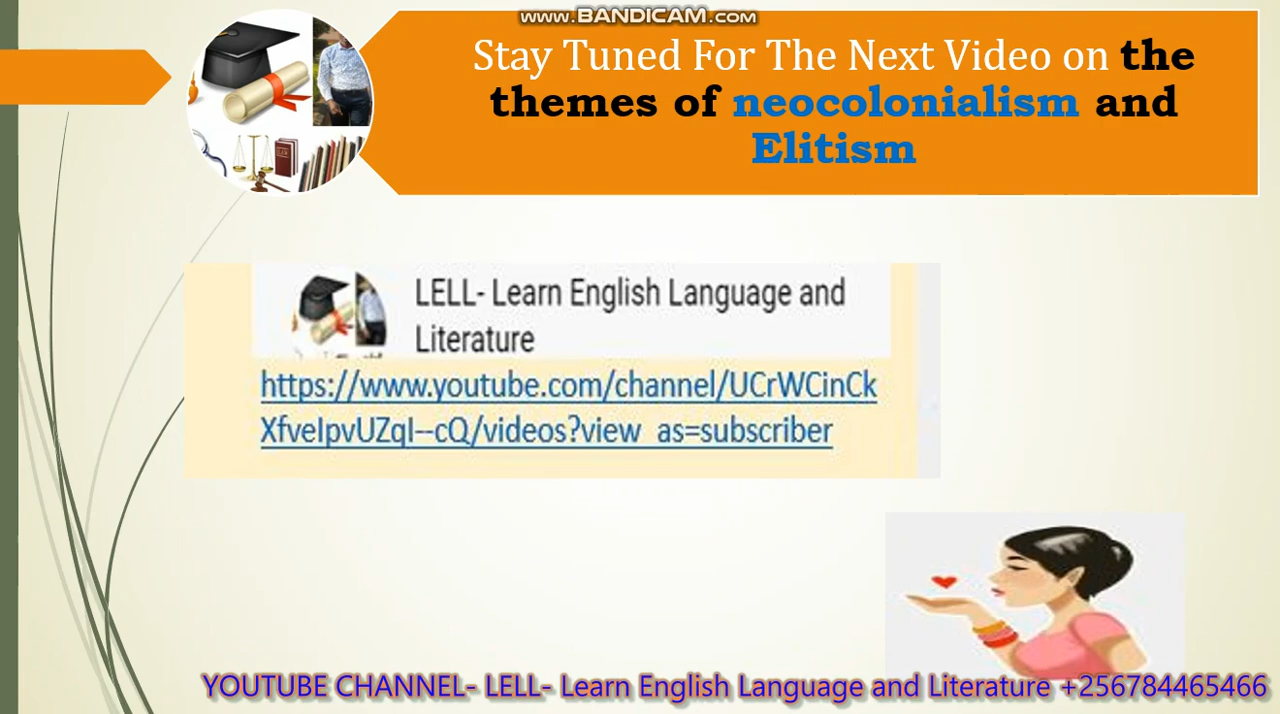 www.BANDICAM.com
Stay Tuned For The Next Video on the
themes of neocolonialism and
Elitism
LELL- Learn English Language and
Literature
https://www.youtube.com/channel/UCrWCinCk
XfveIpvUZqI--cQ/videos?view_as=subscriber
YOUTUBE CHANNEL- LELL- Learn English Language and Literature +256784465466